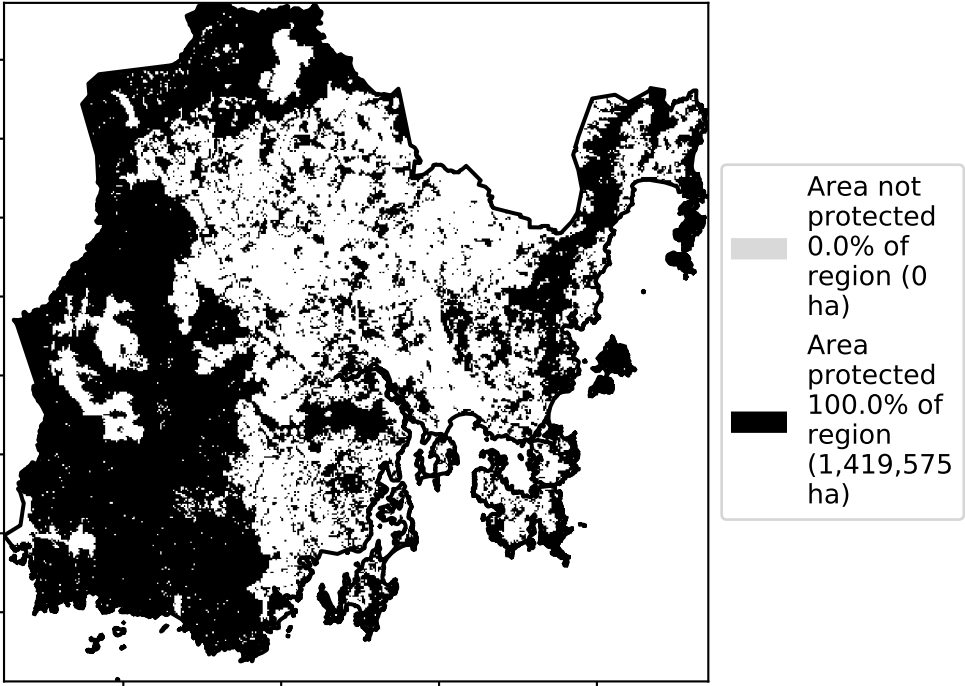 Area not
protected
0.0% of
region (0
ha)
Area
protected
100.0% of
region
(1,419,575
ha)